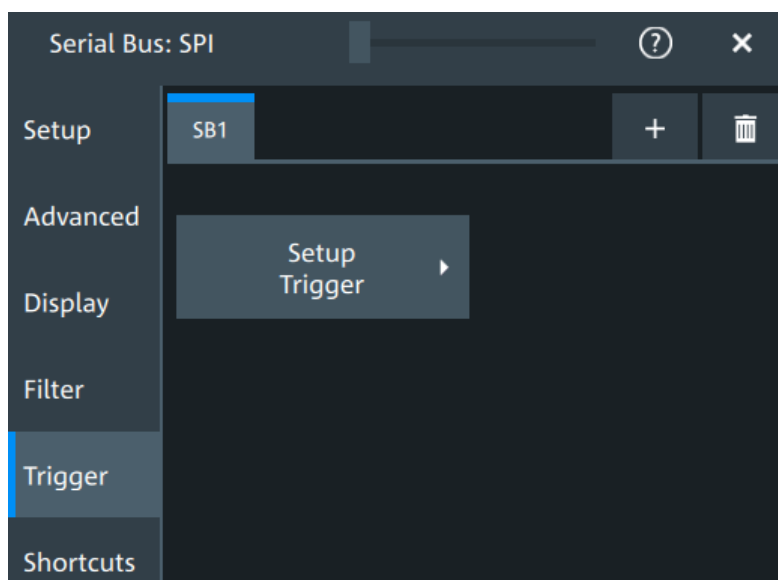 Serial Bus: SPI
?
Setup
SB1
+
Advanced
Setup
Trigger
Display
Filter
Trigger
Shortcuts